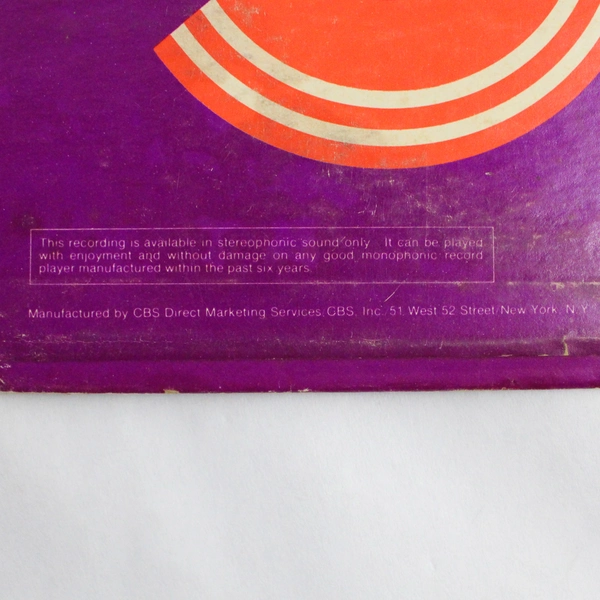 This recording is available in stereophonic sound only. It can be played
with enjoyment and without damage on any good monophonic record
player manufactured within the past six years.
Manufactured by CBS Direct Marketing Services, CBS, Inc. 51 West 52 Street/New York, N.Y.